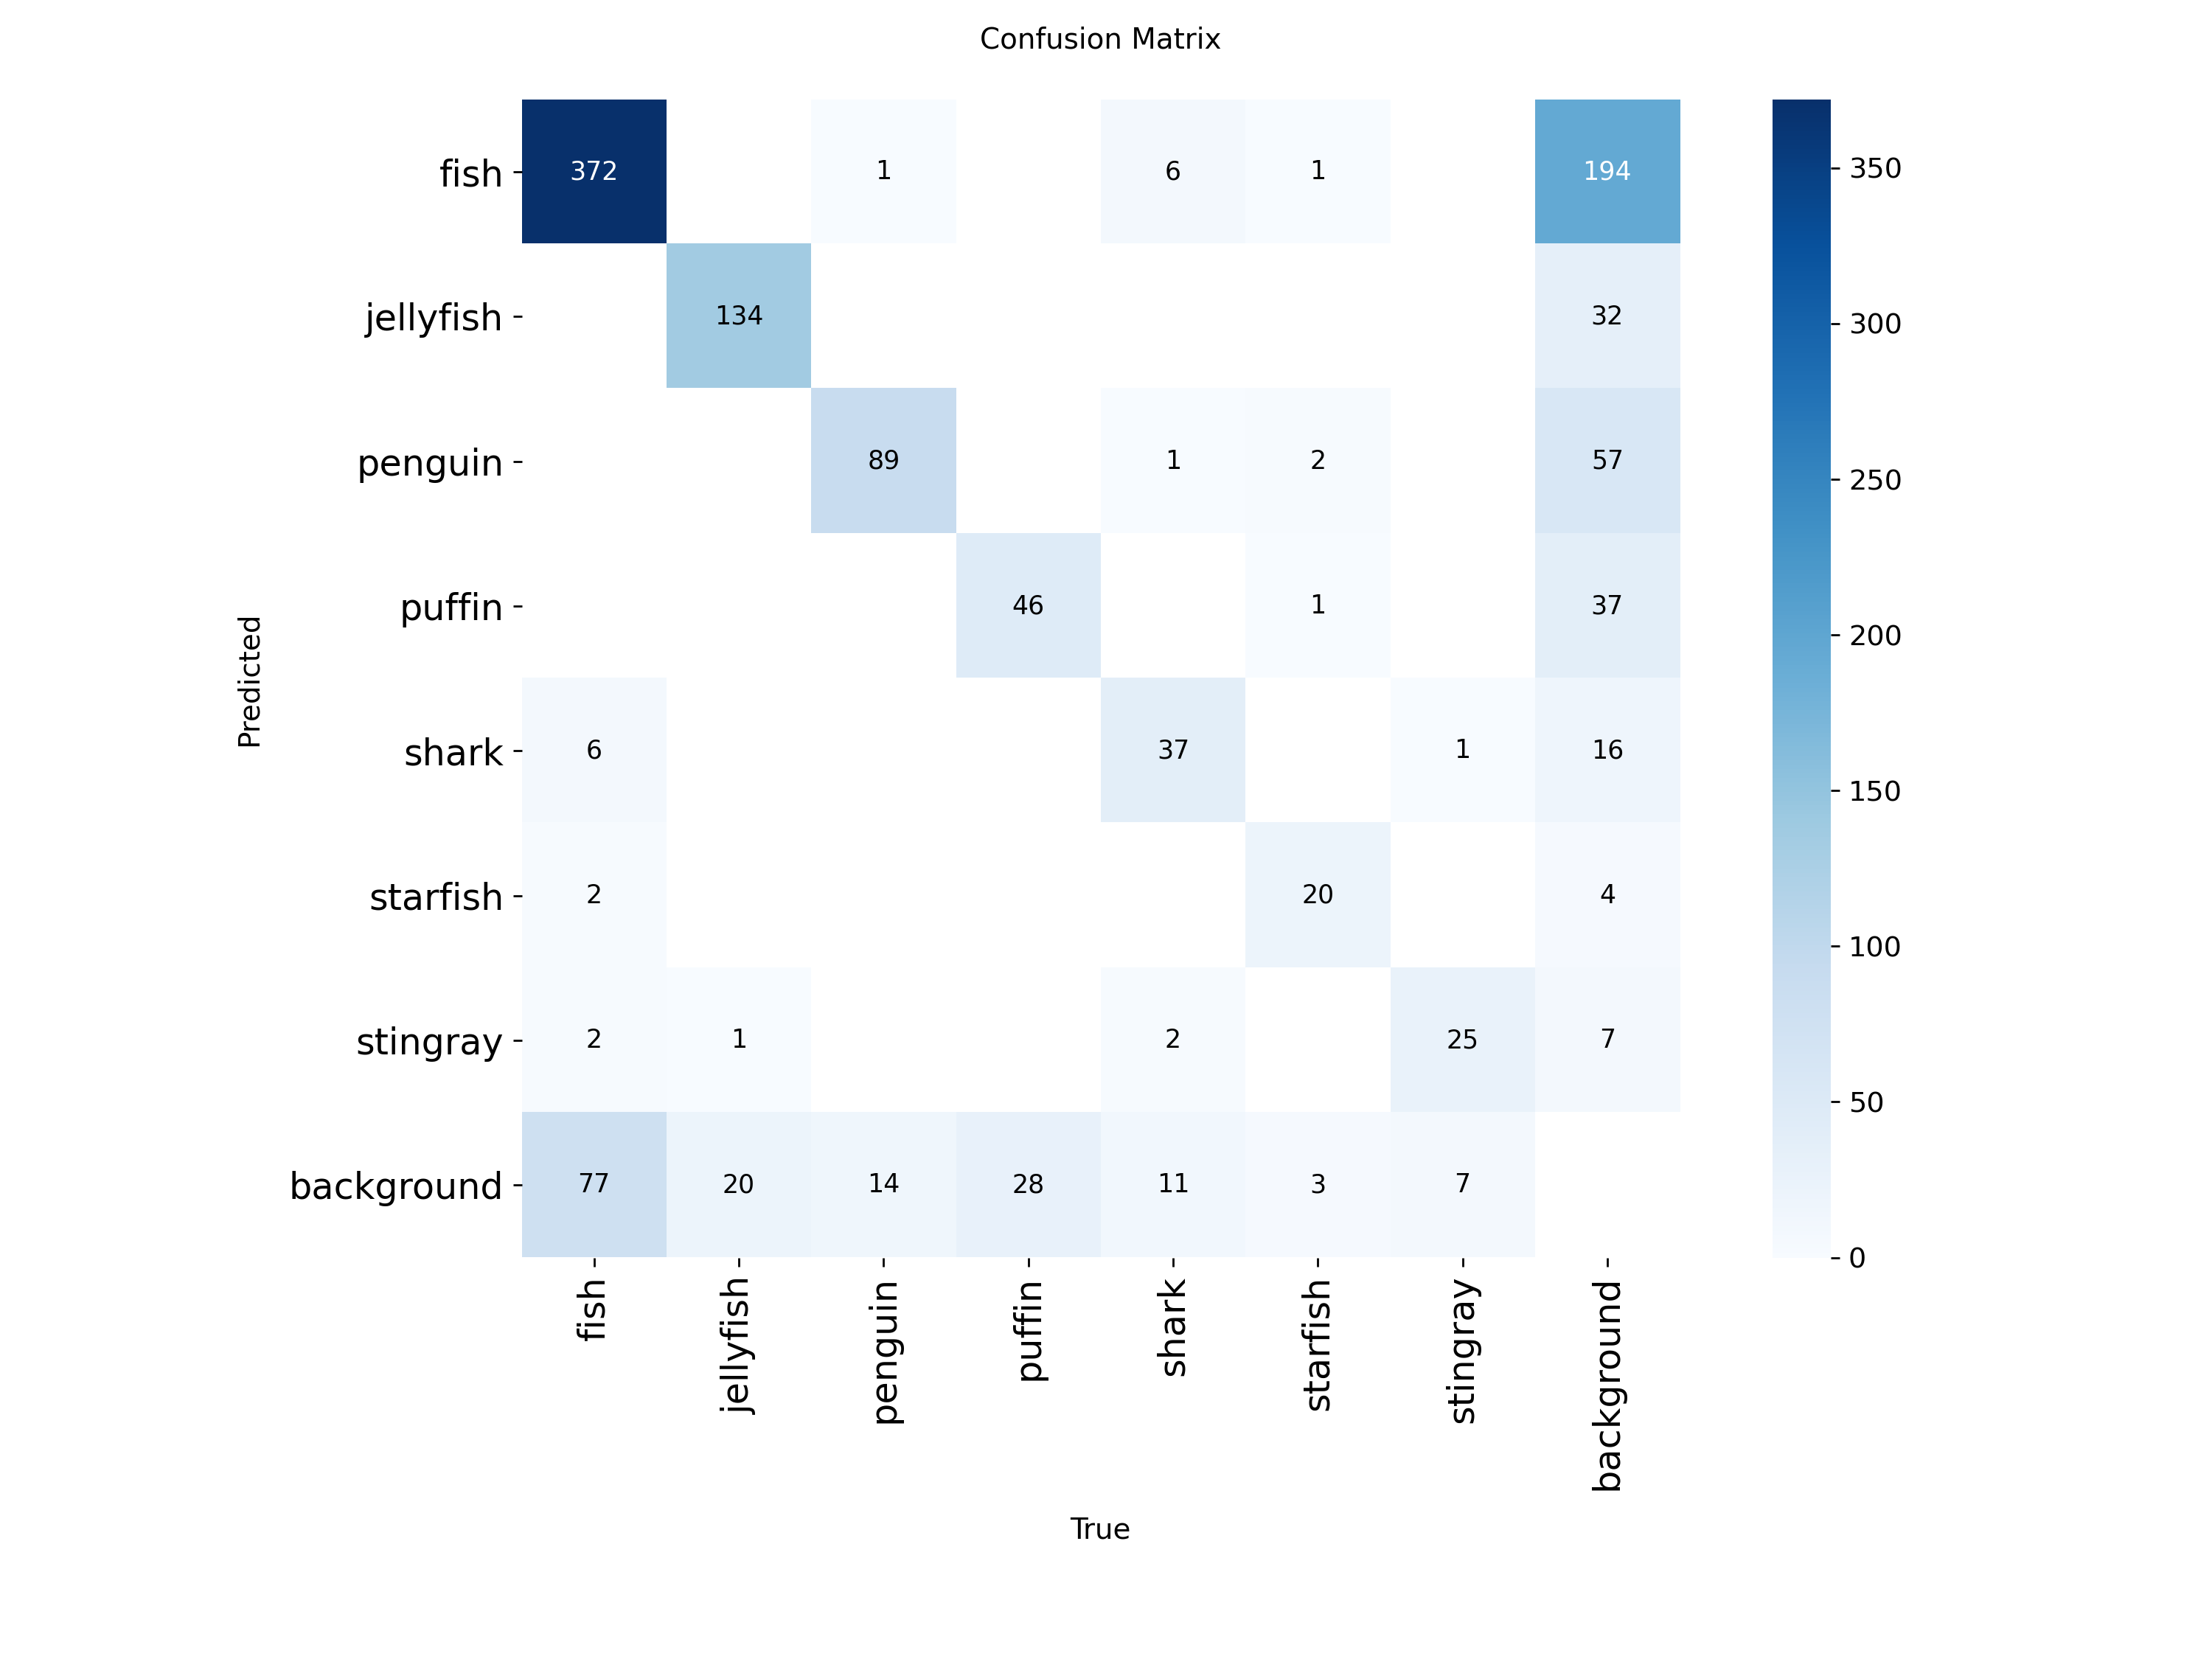 Confusion Matrix
fish 372 1 6 1 194
jellyfish 134 32
penguin 89 1 2 57
puffin 46 1 37
shark 6 37 1 16
starfish 2 20 4
stingray 2 1 2 25 7
background 77 20 14 28 11 3 7
Predicted
fish jellyfish penguin puffin shark starfish stingray background
True
350
300
250
200
150
100
50
0